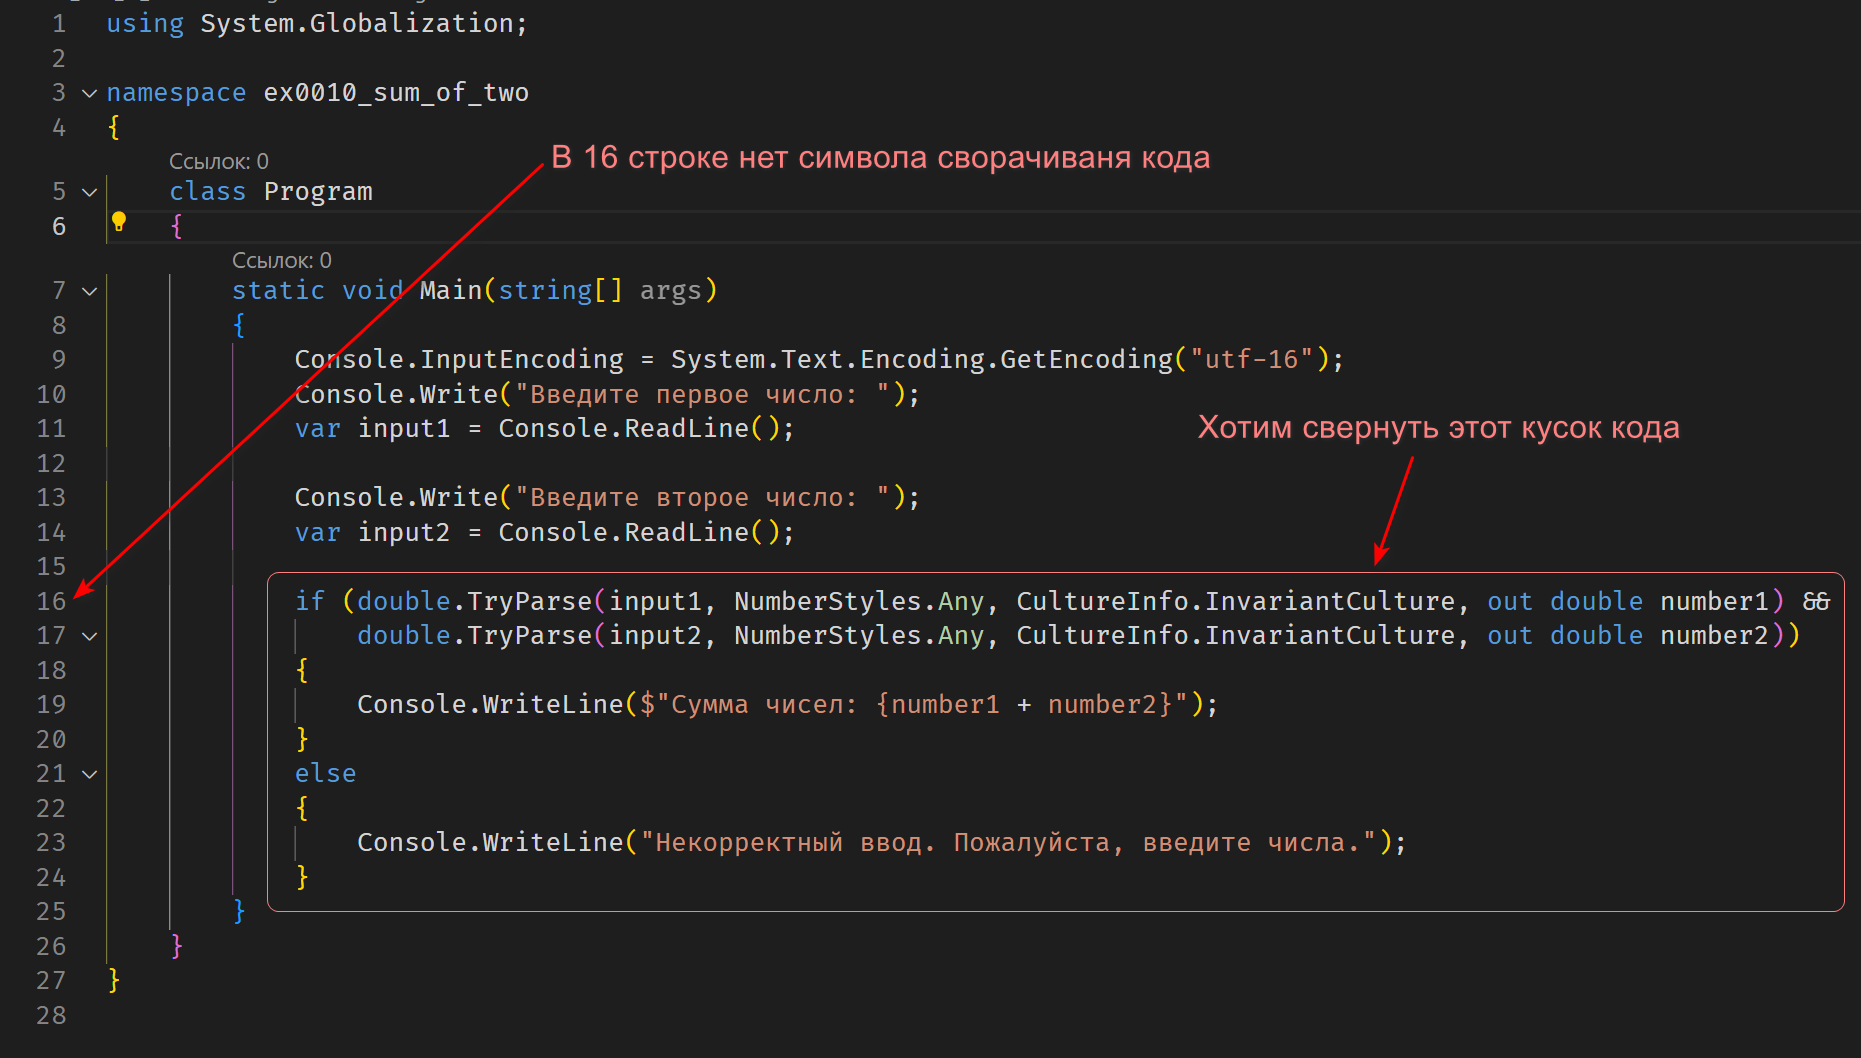 1 using System.Globalization;
2
3 namespace ex0010_sum_of_two
4 {
В 16 строке нет символа сворачиваня кода
Ссылок: 0
5 class Program
6 {
Ссылок: 0
7 static void Main(string[] args)
8 {
9 Console.InputEncoding = System.Text.Encoding.GetEncoding("utf-16");
10 Console.Write("Введите первое число: ");
11 var input1 = Console.ReadLine();
Хотим свернуть этот кусок кода
12
13 Console.Write("Введите второе число: ");
14 var input2 = Console.ReadLine();
15
16 if (double.TryParse(input1, NumberStyles.Any, CultureInfo.InvariantCulture, out double number1) &&
17 double.TryParse(input2, NumberStyles.Any, CultureInfo.InvariantCulture, out double number2))
18 {
19 Console.WriteLine($"Сумма чисел: {number1 + number2}");
20 }
21 else
22 {
23 Console.WriteLine("Некорректный ввод. Пожалуйста, введите числа.");
24 }
25 }
26 }
27 }
28